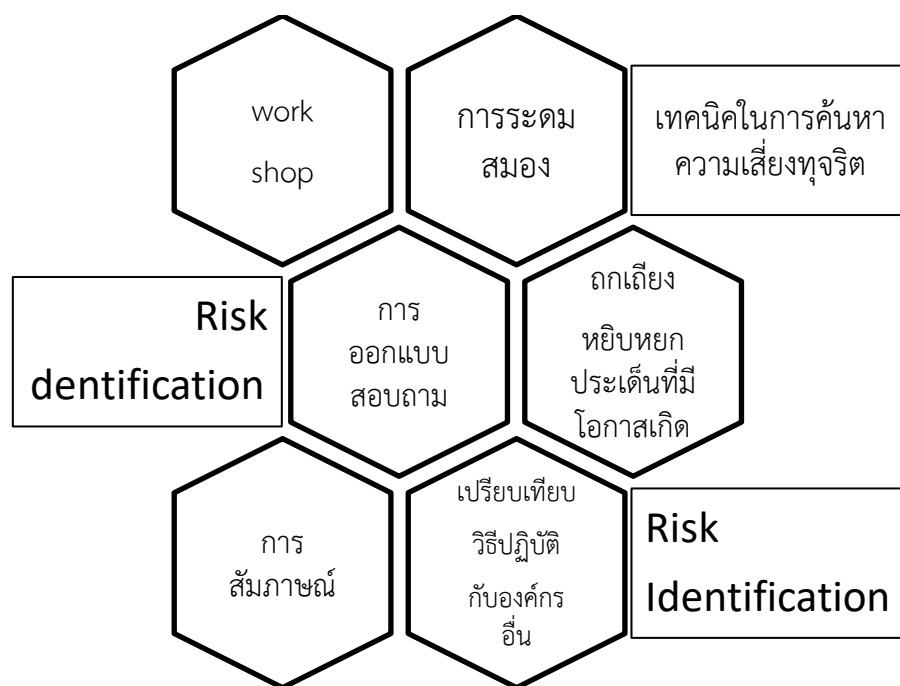 work
shop
การระดม
สมอง
เทคนิคในการค้นหา
ความเสี่ยงทุจริต
Risk
dentification
การ
ออกแบบ
สอบถาม
ถกเถียง
หยิบหยก
ประเด็นที่มี
โอกาสเกิด
การ
สัมภาษณ์
เปรียบเทียบ
วิธีปฏิบัติ
กับองค์กร
อื่น
Risk
Identification